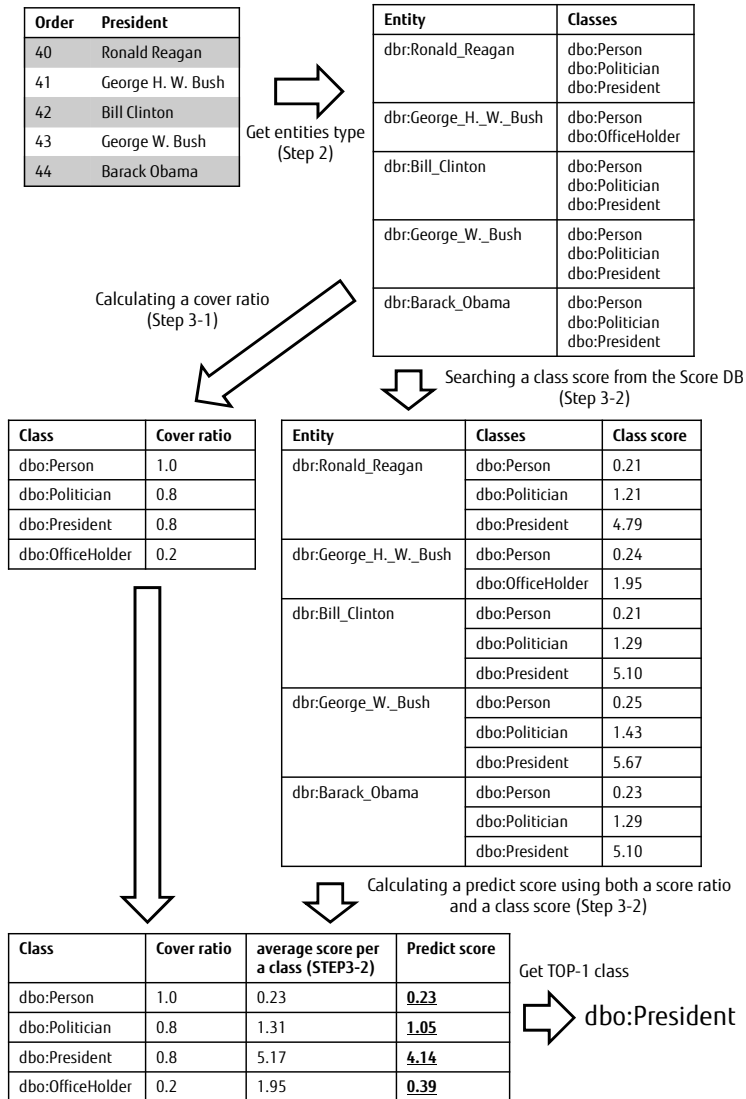 Order President
40 Ronald Reagan
41 George H. W. Bush
42 Bill Clinton
43 George W. Bush
44 Barack Obama
Get entities type
(Step 2)
Entity Classes
dbr:Ronald_Reagan dbo:Person
dbo:Politician
dbo:President
dbr:George_H._W._Bush dbo:Person
dbo:OfficeHolder
dbr:Bill_Clinton dbo:Person
dbo:Politician
dbo:President
dbr:George_W._Bush dbo:Person
dbo:Politician
dbo:President
dbr:Barack_Obama dbo:Person
dbo:Politician
dbo:President
Calculating a cover ratio
(Step 3-1)
Searching a class score from the Score DB
(Step 3-2)
Class Cover ratio
dbo:Person 1.0
dbo:Politician 0.8
dbo:President 0.8
dbo:OfficeHolder 0.2
Entity Classes Class score
dbr:Ronald_Reagan dbo:Person 0.21
dbo:Politician 1.21
dbo:President 4.79
dbr:George_H._W._Bush dbo:Person 0.24
dbo:OfficeHolder 1.95
dbr:Bill_Clinton dbo:Person 0.21
dbo:Politician 1.29
dbo:President 5.10
dbr:George_W._Bush dbo:Person 0.25
dbo:Politician 1.43
dbo:President 5.67
dbr:Barack_Obama dbo:Person 0.23
dbo:Politician 1.29
dbo:President 5.10
Calculating a predict score using both a score ratio
and a class score (Step 3-2)
Class Cover ratio average score per Predict score
a class (STEP3-2)
dbo:Person 1.0 0.23 0.23
dbo:Politician 0.8 1.31 1.05
dbo:President 0.8 5.17 4.14
dbo:OfficeHolder 0.2 1.95 0.39
Get TOP-1 class
dbo:President